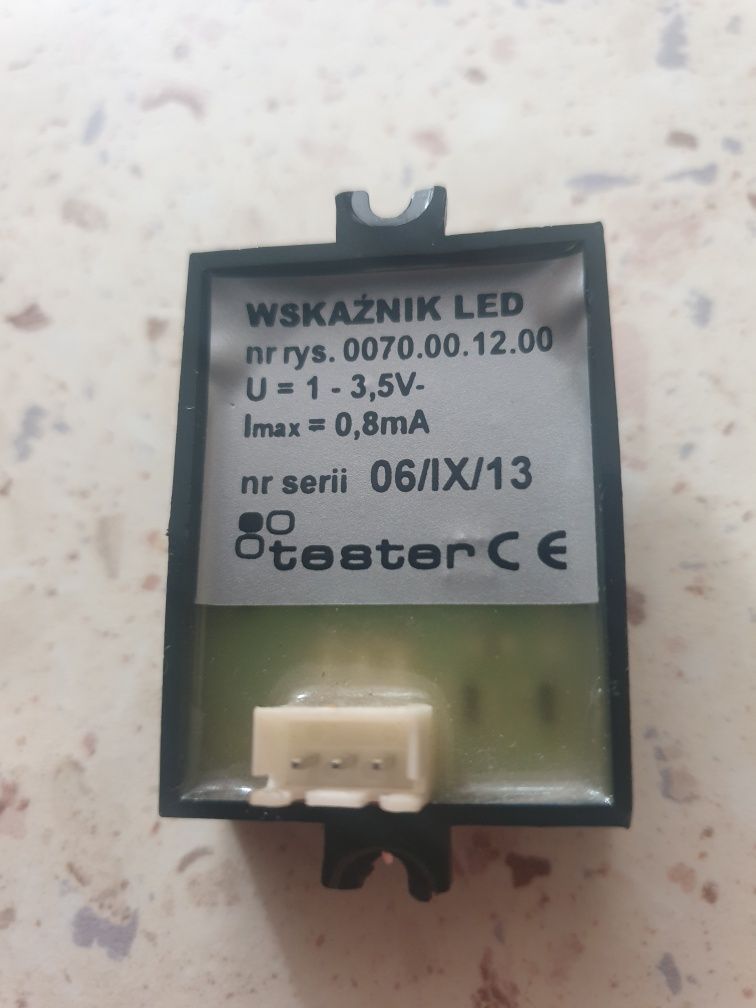 WSKAŹNIK LED
nr rys. 0070.00.12.00
U = 1 - 3,5V-
Imax = 0,8mA
nr serii 06/IX/13
tester CE